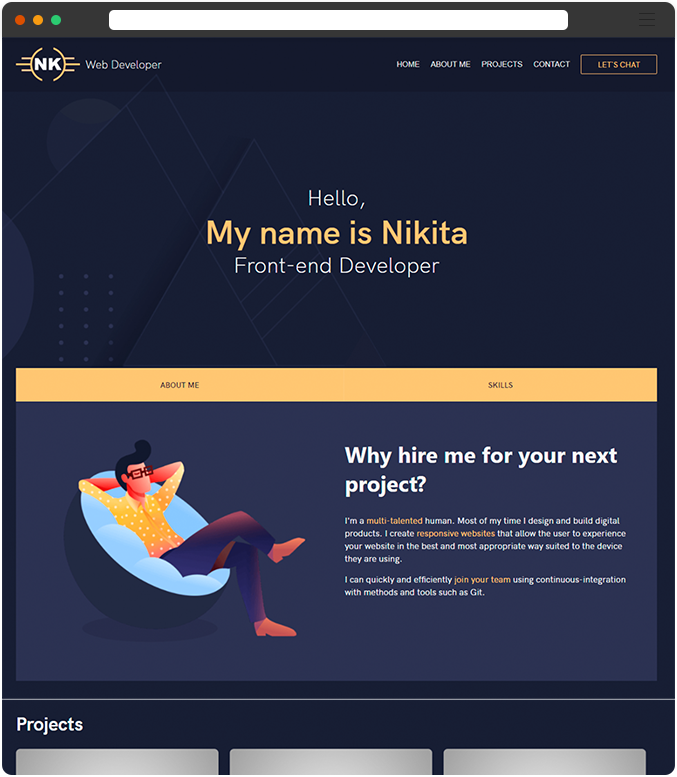 NK Web Developer
HOME ABOUT ME PROJECTS CONTACT LET'S CHAT
Hello,
My name is Nikita
Front-end Developer
ABOUT ME SKILLS
Why hire me for your next
project?
I'm a multi-talented human. Most of my time I design and build digital
products. I create responsive websites that allow the user to experience
your website in the best and most appropriate way suited to the device
they are using.
I can quickly and efficiently join your team using continuous-integration
with methods and tools such as Git.
Projects